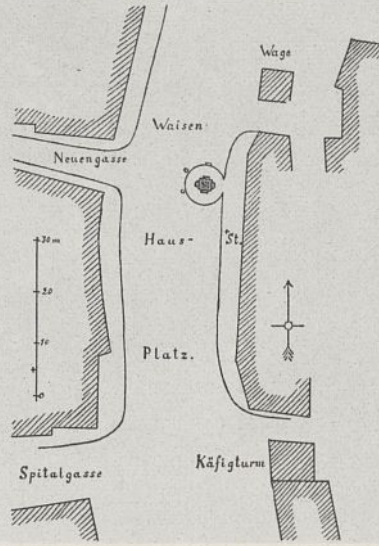 Wage
Waisen-
Neuengasse
Haus-
St.
30 m
20
10
0
Platz.
Spitalgasse
Käfigturm